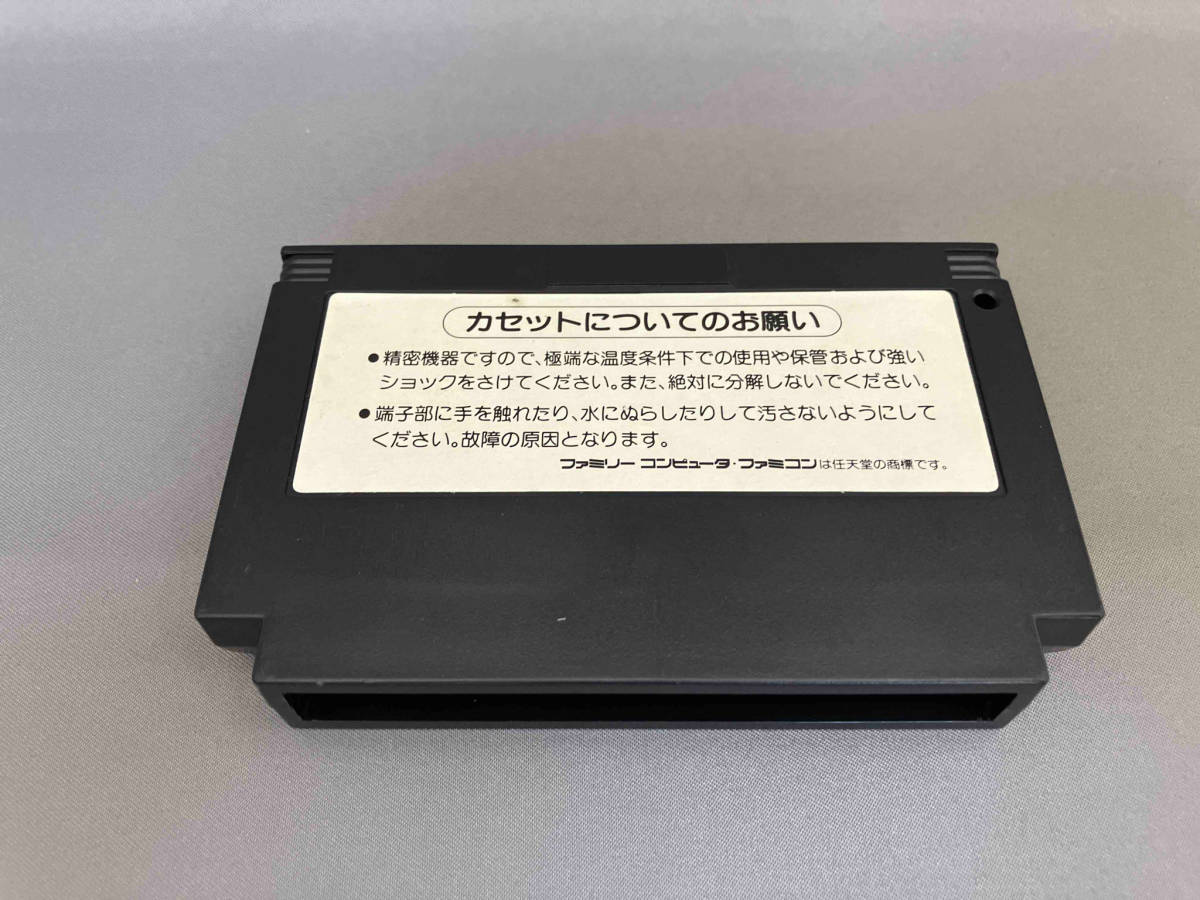 カセットについてのお願い
●精密機器ですので、極端な温度条件下での使用や保管および強い
ショックをさけてください。また、絶対に分解しないでください。
●端子部に手を触れたり、水にぬらしたりして汚さないようにして
ください。故障の原因となります。
ファミリー コンピュータ・ファミコンは任天堂の商標です。